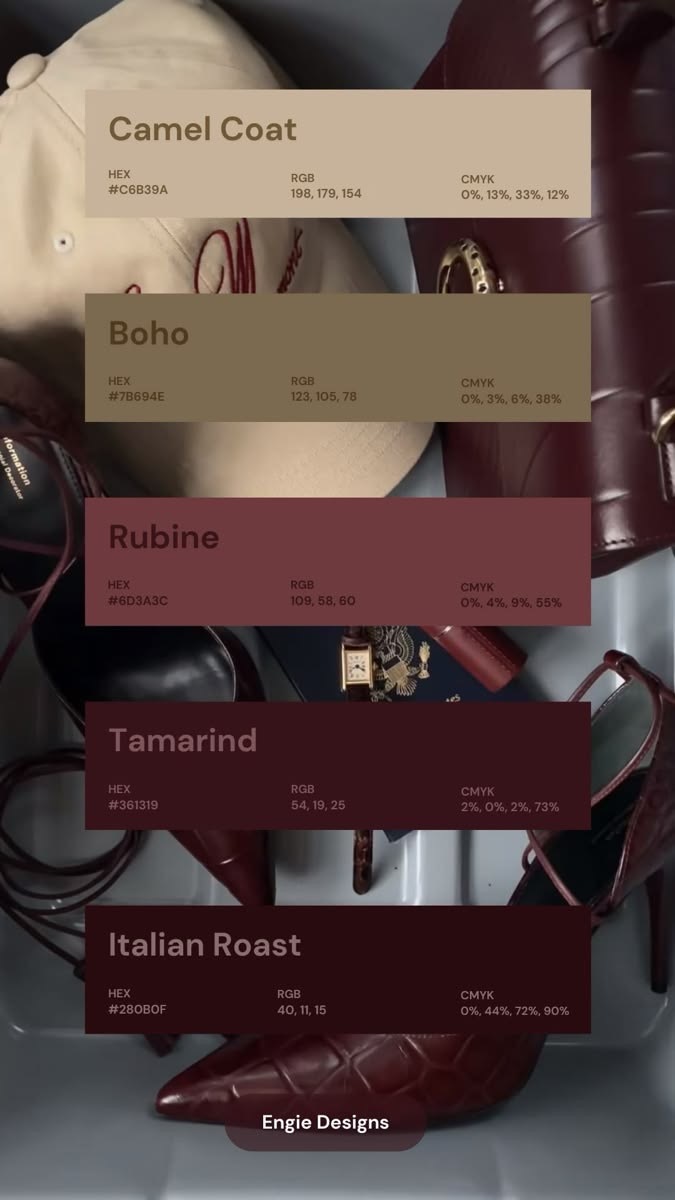 Camel Coat
HEX
#C6B39A
RGB
198, 179, 154
CMYK
0%, 13%, 33%, 12%
Boho
HEX
#7B694E
RGB
123, 105, 78
CMYK
0%, 3%, 6%, 38%
Rubine
HEX
#6D3A3C
RGB
109, 58, 60
CMYK
0%, 4%, 9%, 55%
Tamarind
HEX
#361319
RGB
54, 19, 25
CMYK
2%, 0%, 2%, 73%
Italian Roast
HEX
#280B0F
RGB
40, 11, 15
CMYK
0%, 44%, 72%, 90%
Engie Designs